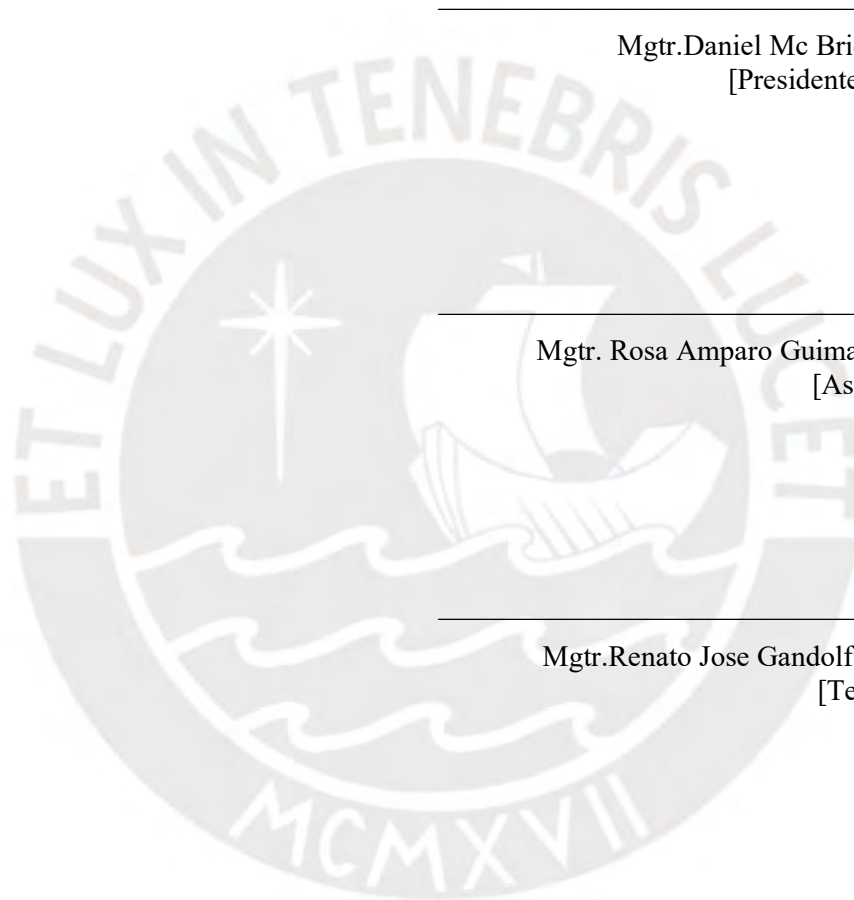 Mgtr.Daniel Mc Bri
[Presidente
ET LUX IN TENEBRIS LUCET
Mgtr. Rosa Amparo Guima
[As
Mgtr.Renato Jose Gandolf
[Te
MCMXVII